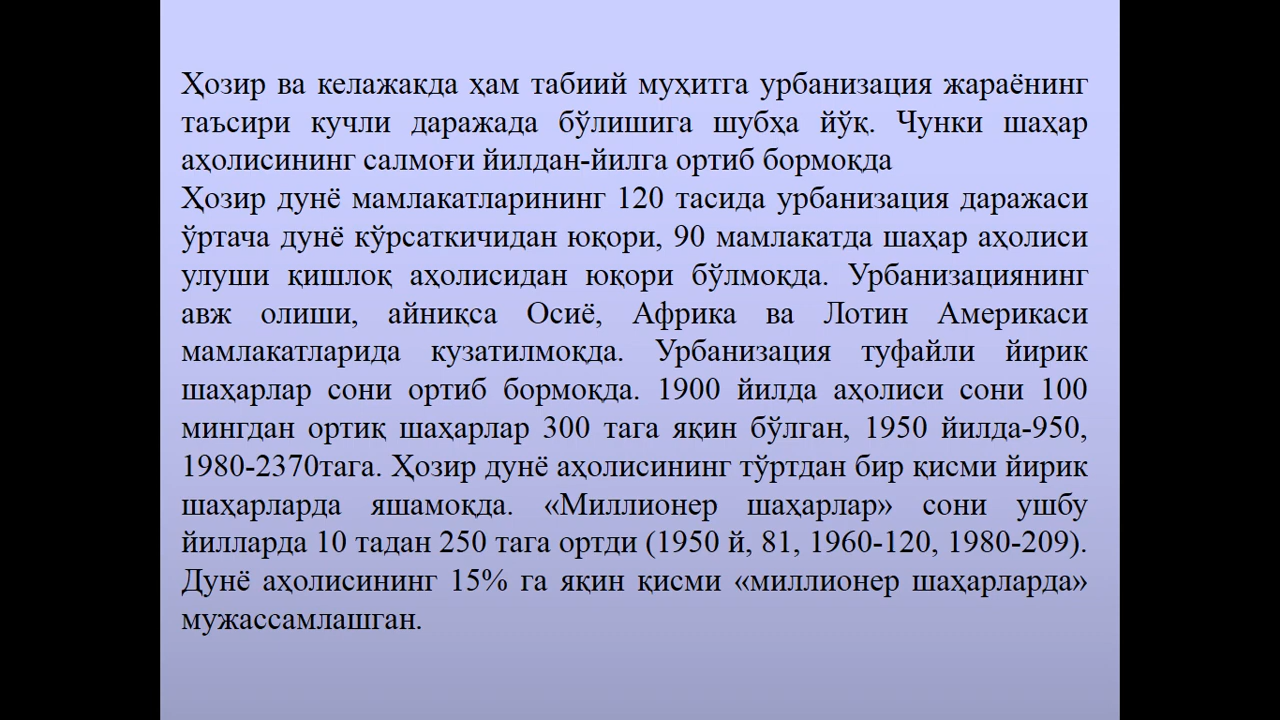 Ҳозир ва келажакда ҳам табиий муҳитга урбанизация жараёнинг
таъсири кучли даражада бўлишига шубҳа йўқ. Чунки шаҳар
аҳолисининг салмоғи йилдан-йилга ортиб бормоқда
Ҳозир дунё мамлакатларининг 120 тасида урбанизация даражаси
ўртача дунё кўрсаткичидан юқори, 90 мамлакатда шаҳар аҳолиси
улуши қишлоқ аҳолисидан юқори бўлмоқда. Урбанизациянинг
авж олиши, айниқса Осиё, Африка ва Лотин Америкаси
мамлакатларида кузатилмоқда. Урбанизация туфайли йирик
шаҳарлар сони ортиб бормоқда. 1900 йилда аҳолиси сони 100
мингдан ортиқ шаҳарлар 300 тага яқин бўлган, 1950 йилда-950,
1980-2370тага. Ҳозир дунё аҳолисининг тўртдан бир қисми йирик
шаҳарларда яшамоқда. «Миллионер шаҳарлар» сони ушбу
йилларда 10 тадан 250 тага ортди (1950 й, 81, 1960-120, 1980-209).
Дунё аҳолисининг 15% га яқин қисми «миллионер шаҳарларда»
мужассамлашган.